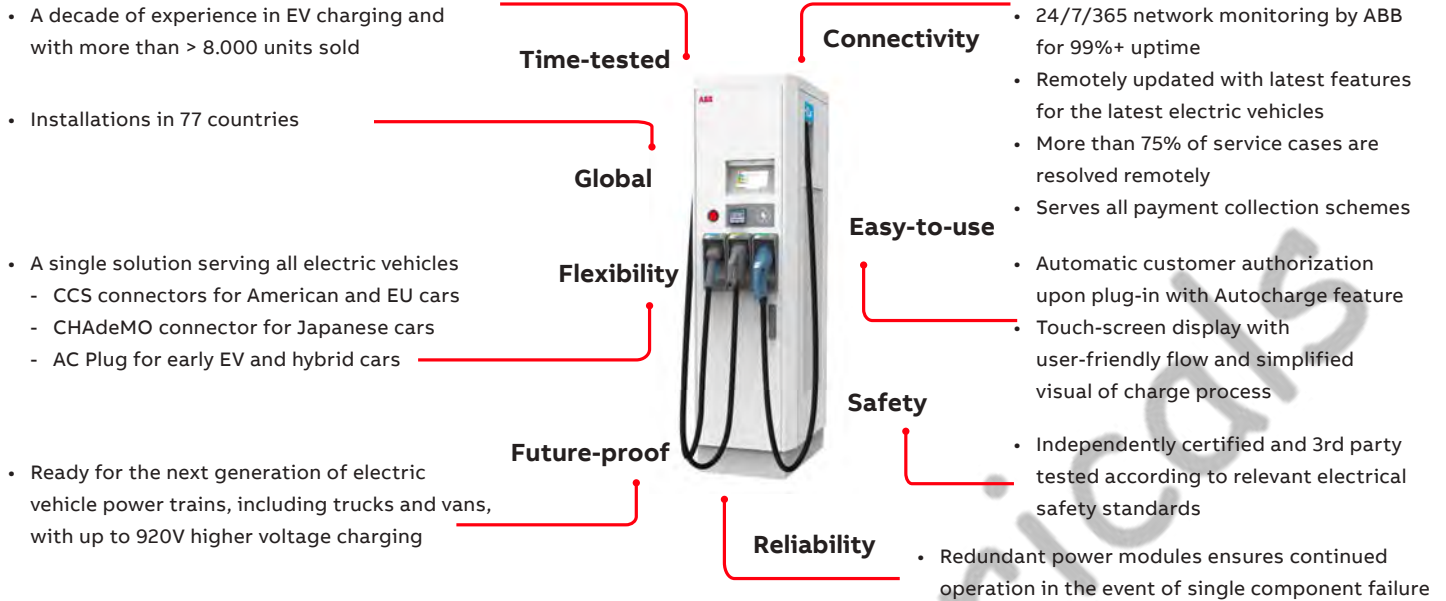 • A decade of experience in EV charging and
with more than > 8.000 units sold
Time-tested
• Installations in 77 countries
Global
• A single solution serving all electric vehicles
- CCS connectors for American and EU cars
- CHAdeMO connector for Japanese cars
- AC Plug for early EV and hybrid cars
Flexibility
• Ready for the next generation of electric
vehicle power trains, including trucks and vans,
with up to 920V higher voltage charging
Future-proof
ABB
Connectivity
• 24/7/365 network monitoring by ABB
for 99%+ uptime
• Remotely updated with latest features
for the latest electric vehicles
• More than 75% of service cases are
resolved remotely
• Serves all payment collection schemes
Easy-to-use
• Automatic customer authorization
upon plug-in with Autocharge feature
• Touch-screen display with
user-friendly flow and simplified
visual of charge process
Safety
• Independently certified and 3rd party
tested according to relevant electrical
safety standards
Reliability
• Redundant power modules ensures continued
operation in the event of single component failure
ricals